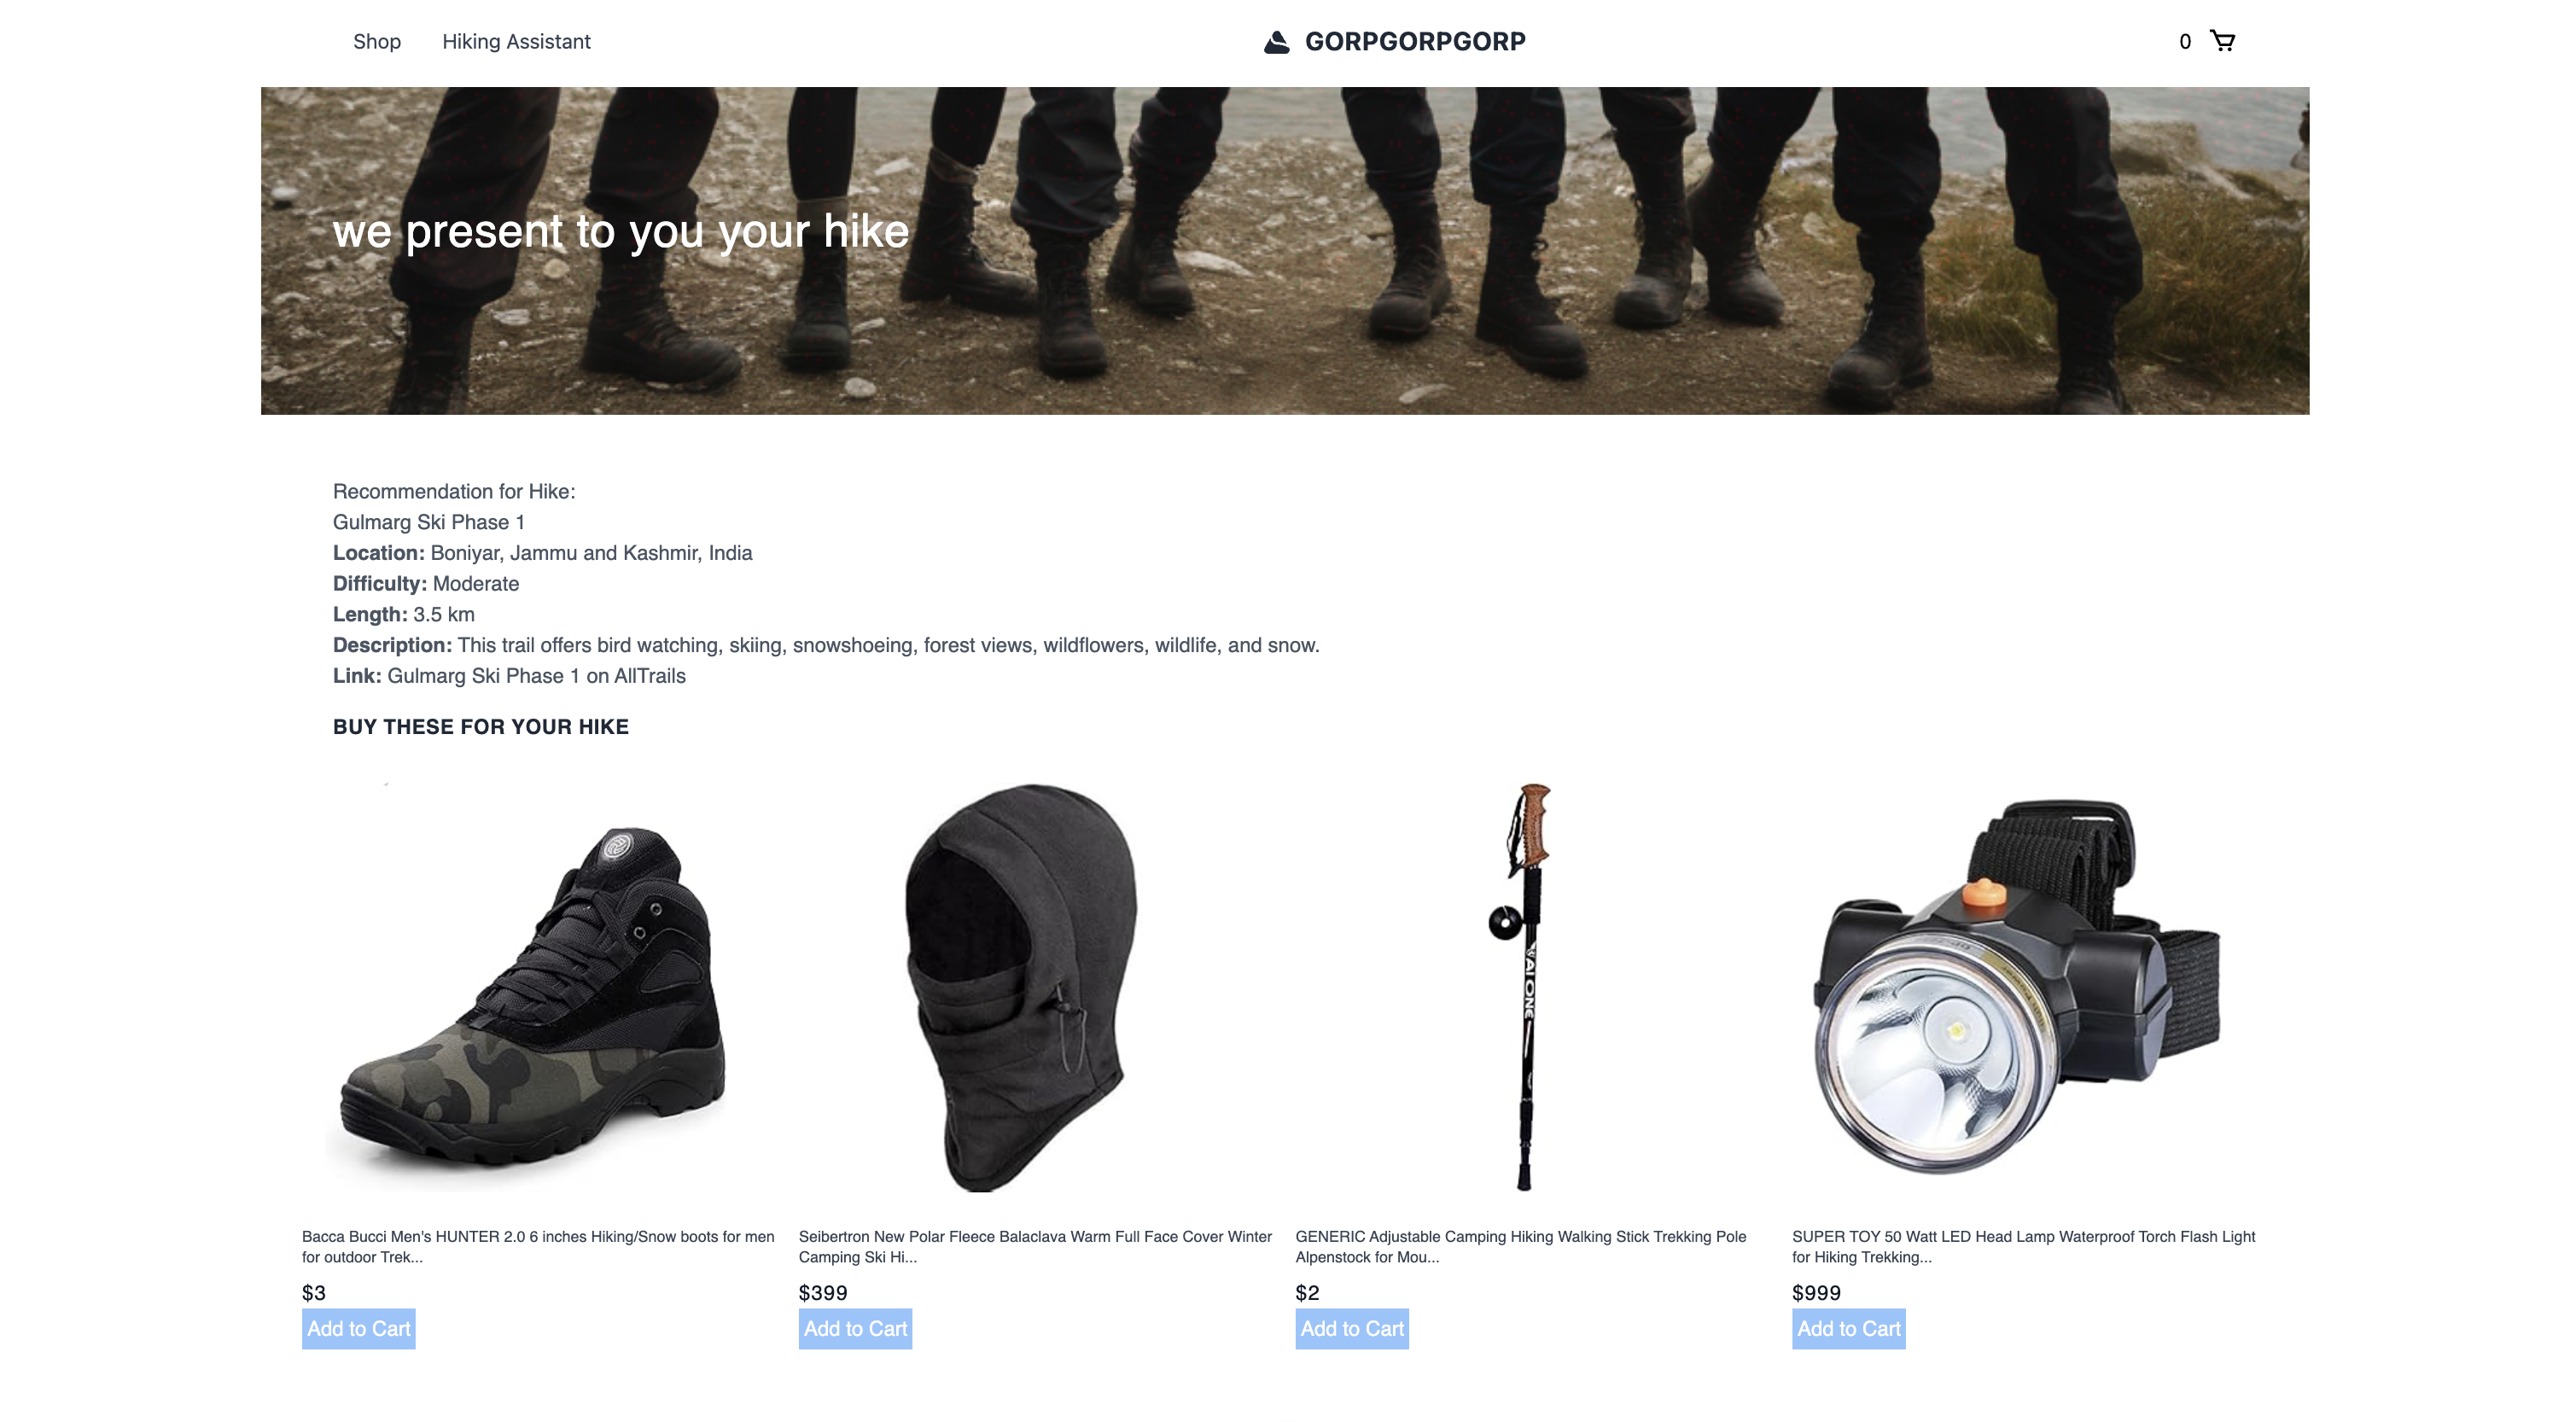 Shop Hiking Assistant GORPGORPGORP 0
we present to you your hike
Recommendation for Hike:
Gulmarg Ski Phase 1
Location: Boniyar, Jammu and Kashmir, India
Difficulty: Moderate
Length: 3.5 km
Description: This trail offers bird watching, skiing, snowshoeing, forest views, wildflowers, wildlife, and snow.
Link: Gulmarg Ski Phase 1 on AllTrails
BUY THESE FOR YOUR HIKE
AI ONE
Bacca Bucci Men's HUNTER 2.0 6 inches Hiking/Snow boots for men
for outdoor Trek...
$3
Add to Cart
Seibertron New Polar Fleece Balaclava Warm Full Face Cover Winter
Camping Ski Hi...
$399
Add to Cart
GENERIC Adjustable Camping Hiking Walking Stick Trekking Pole
Alpenstock for Mou...
$2
Add to Cart
SUPER TOY 50 Watt LED Head Lamp Waterproof Torch Flash Light
for Hiking Trekking...
$999
Add to Cart